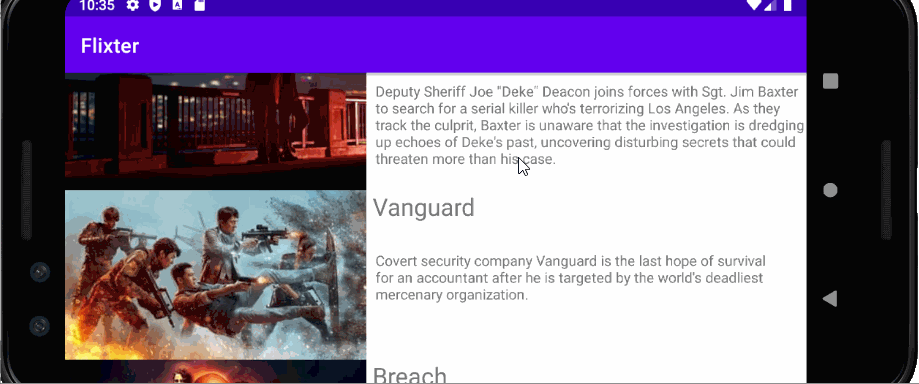 10:35
Flixter
Deputy Sheriff Joe "Deke" Deacon joins forces with Sgt. Jim Baxter
to search for a serial killer who's terrorizing Los Angeles. As they
track the culprit, Baxter is unaware that the investigation is dredging
up echoes of Deke's past, uncovering disturbing secrets that could
threaten more than his case.
Vanguard
Covert security company Vanguard is the last hope of survival
for an accountant after he is targeted by the world's deadliest
mercenary organization.
Breach